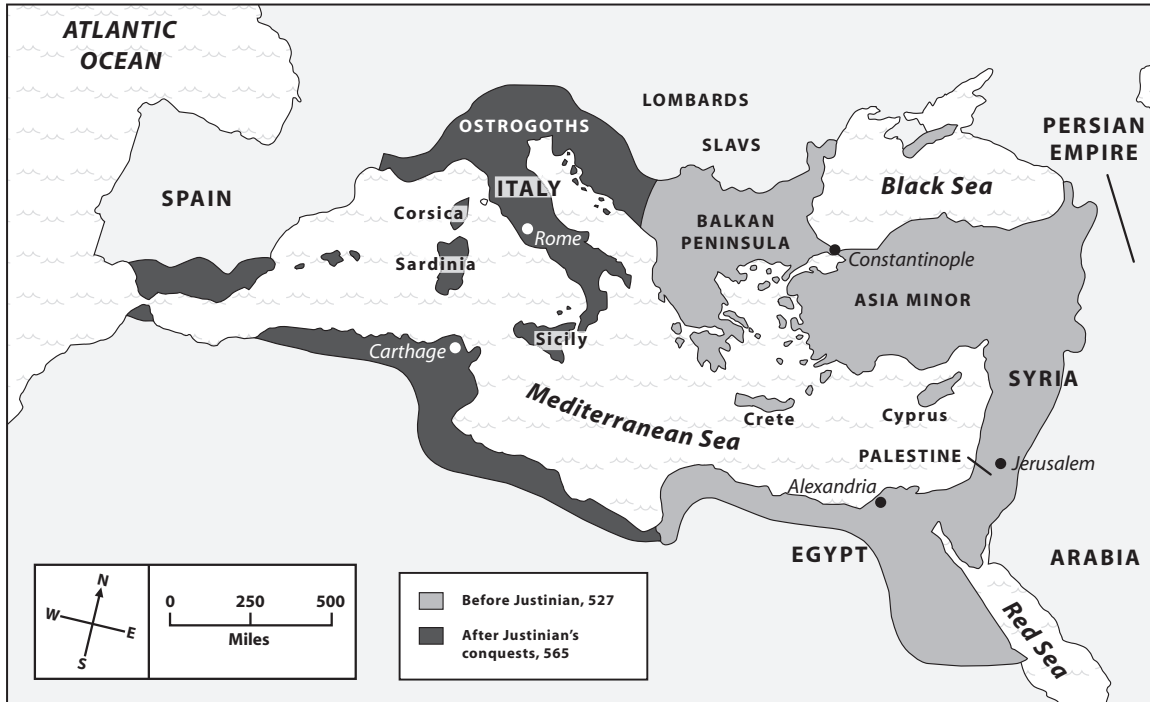 ATLANTIC
OCEAN
LOMBARDS
OSTROGOTHS
SLAVS
PERSIAN
EMPIRE
SPAIN
ITALY
Black Sea
Corsica
Rome
BALKAN
PENINSULA
Sardinia
Constantinople
ASIA MINOR
Sicily
Carthage
SYRIA
Mediterranean Sea
Crete
Cyprus
PALESTINE
Jerusalem
Alexandria
EGYPT
ARABIA
Red Sea
N
W
E
S
0 250 500
Miles
Before Justinian, 527
After Justinian's
conquests, 565